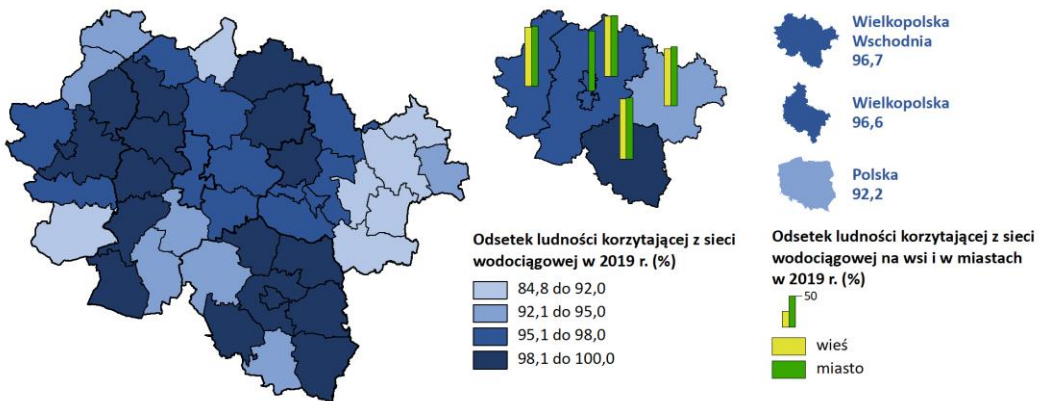 Wielkopolska
Wschodnia
96,7
Wielkopolska
96,6
Polska
92,2
Odsetek ludności korzytającej z sieci
wodociągowej w 2019 r. (%)
84,8 do 92,0
92,1 do 95,0
95,1 do 98,0
98,1 do 100,0
Odsetek ludności korzytającej z sieci
wodociągowej na wsi i w miastach
w 2019 r. (%)
50
wieś
miasto